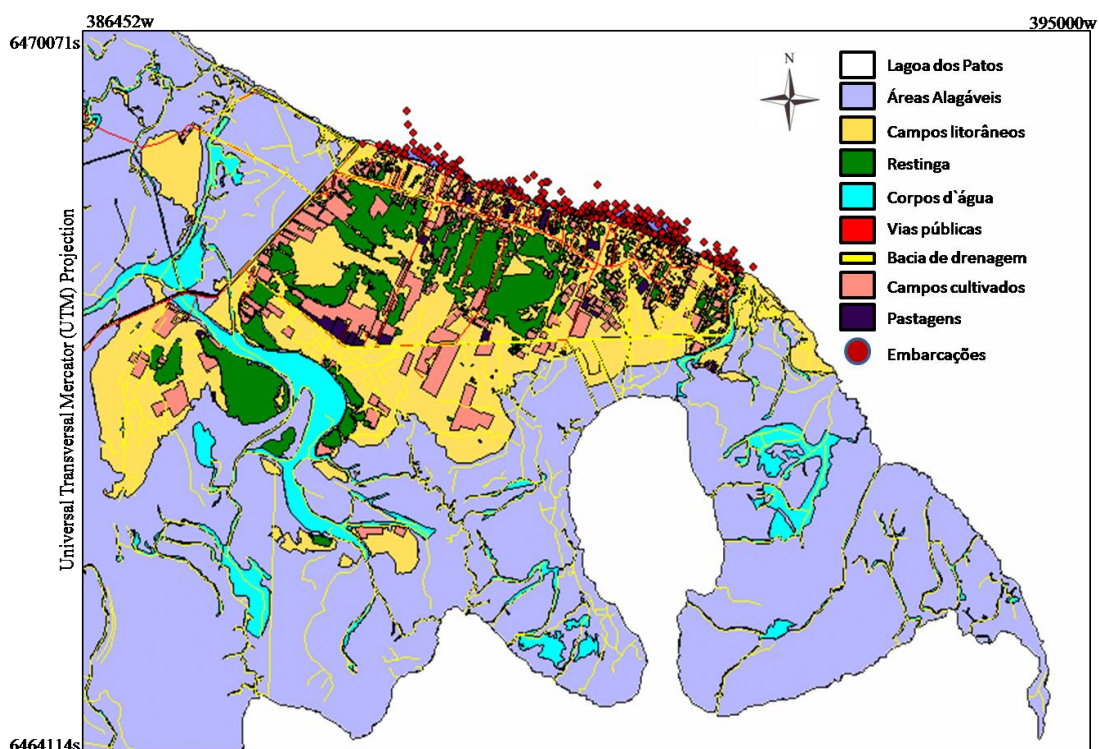 386452w
395000w
6470071s
N
Lagoa dos Patos
Áreas Alagáveis
Campos litorâneos
Restinga
Corpos d`água
Vias públicas
Bacia de drenagem
Campos cultivados
Pastagens
Embarcações
Universal Transversal Mercator (UTM) Projection
6464114s